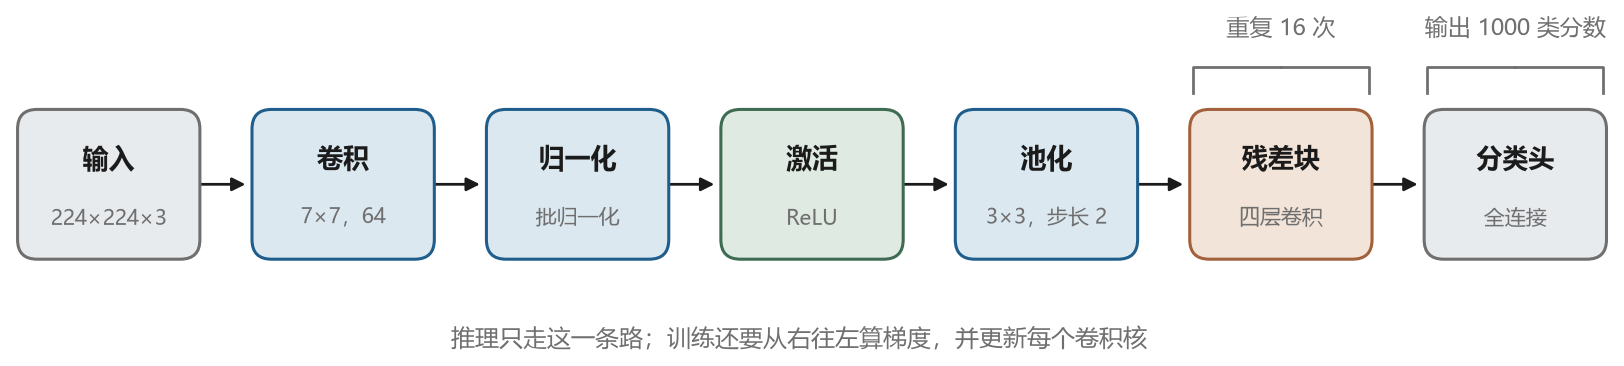 重复 16 次
输出 1000 类分数
输入
224×224×3
卷积
7×7，64
归一化
批归一化
激活
ReLU
池化
3×3，步长 2
残差块
四层卷积
分类头
全连接
推理只走这一条路；训练还要从右往左算梯度，并更新每个卷积核